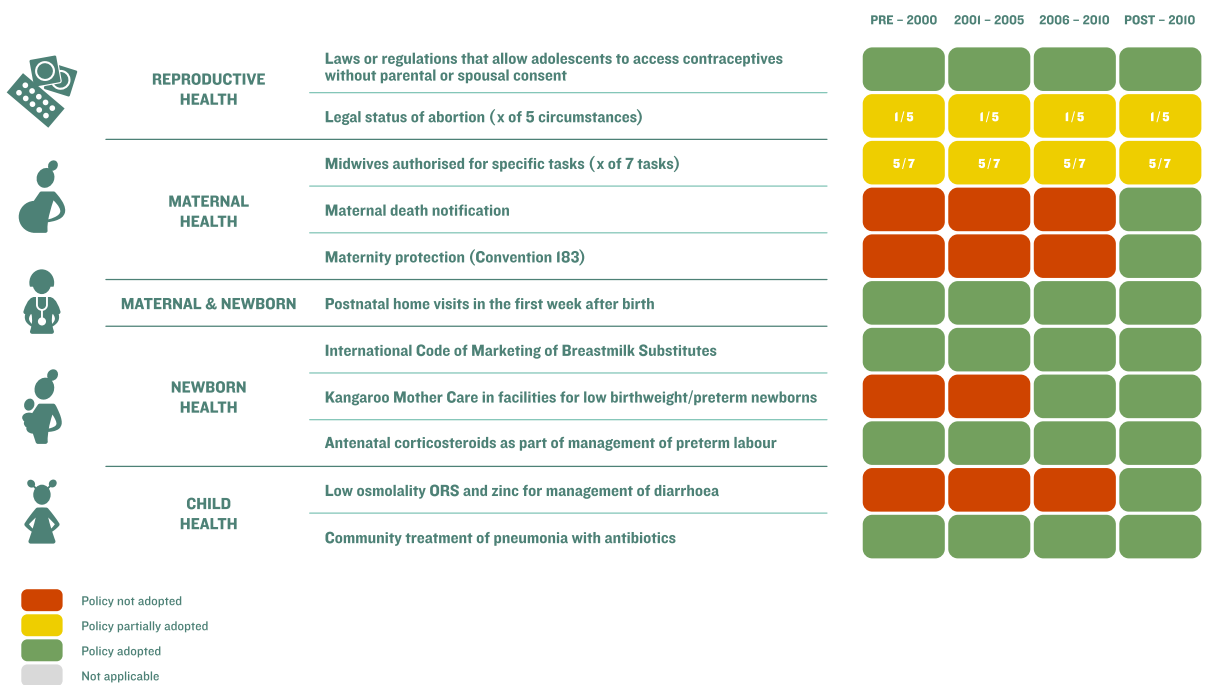 PRE – 2000 2001 – 2005 2006 – 2010 POST – 2010
REPRODUCTIVE
HEALTH
Laws or regulations that allow adolescents to access contraceptives
without parental or spousal consent
Legal status of abortion (x of 5 circumstances)
1/5 1/5 1/5 1/5
MATERNAL
HEALTH
Midwives authorised for specific tasks (x of 7 tasks)
5/7 5/7 5/7 5/7
Maternal death notification
Maternity protection (Convention 183)
MATERNAL & NEWBORN
Postnatal home visits in the first week after birth
NEWBORN
HEALTH
International Code of Marketing of Breastmilk Substitutes
Kangaroo Mother Care in facilities for low birthweight/preterm newborns
Antenatal corticosteroids as part of management of preterm labour
CHILD
HEALTH
Low osmolality ORS and zinc for management of diarrhoea
Community treatment of pneumonia with antibiotics
Policy not adopted
Policy partially adopted
Policy adopted
Not applicable